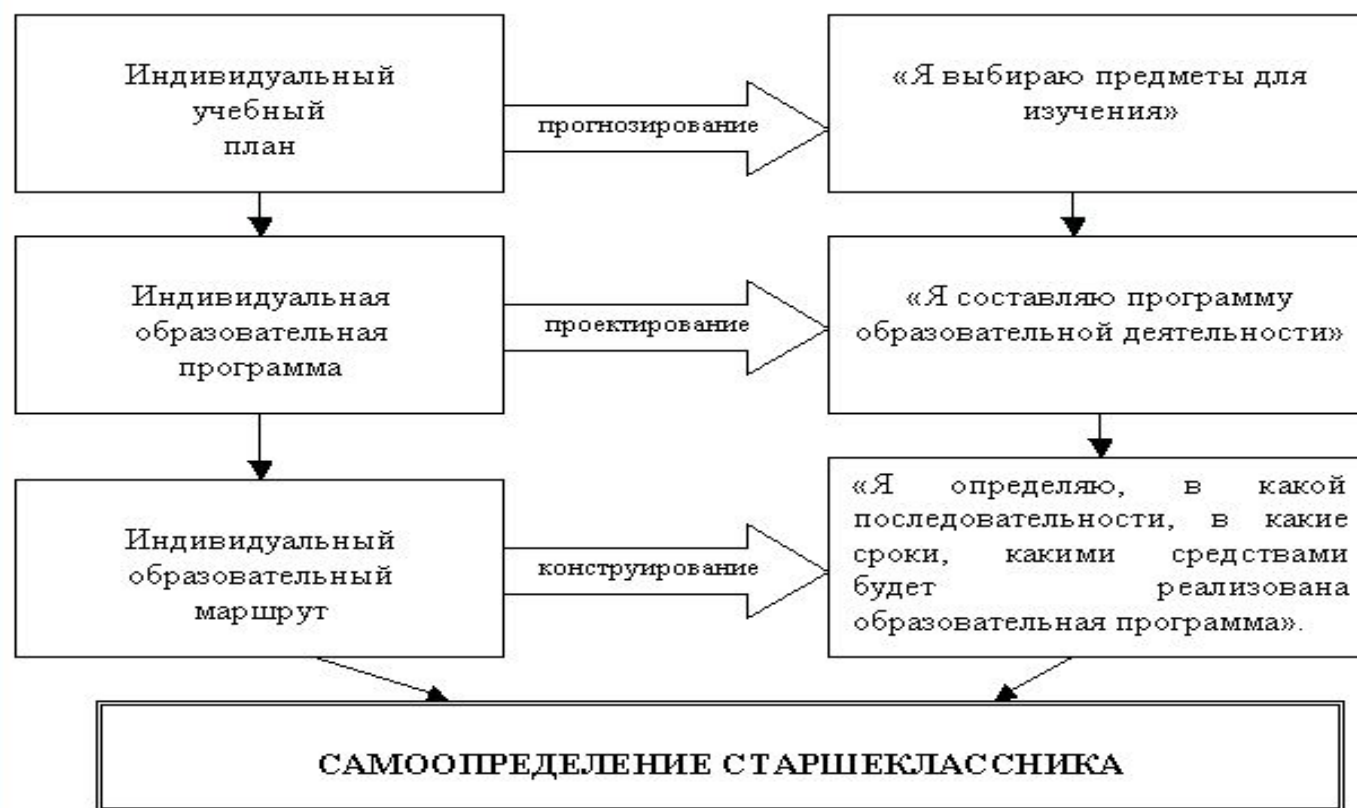 Индивидуальный
учебный
план
прогнозирование
«Я выбираю предметы для
изучения»
Индивидуальная
образовательная
программа
проектирование
«Я составляю программу
образовательной деятельности»
Индивидуальный
образовательный
маршрут
конструирование
«Я определяю, в какой
последовательности, в какие
сроки, какими средствами
будет реализована
образовательная программа».
САМООПРЕДЕЛЕНИЕ СТАРШЕКЛАССНИКА